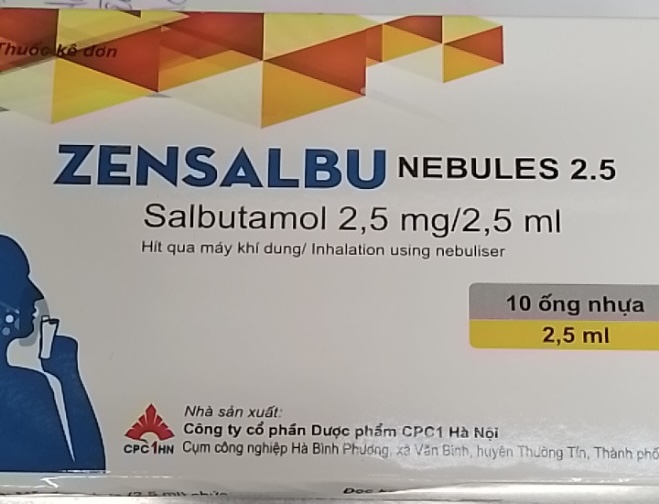 Thuốc kê đơn
ZENSALBU NEBULES 2.5
Salbutamol 2,5 mg/2,5 ml
Hít qua máy khí dung/ Inhalation using nebuliser
10 ống nhựa
2,5 ml
Nhà sản xuất:
Công ty cổ phần Dược phẩm CPC1 Hà Nội
CPC1HN
Cụm công nghiệp Hà Bình Phương, xã Văn Bình, huyện Thường Tín, Thành phố